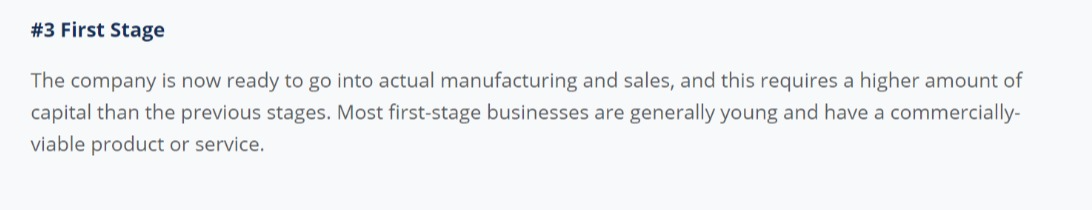 #3 First Stage
The company is now ready to go into actual manufacturing and sales, and this requires a higher amount of
capital than the previous stages. Most first-stage businesses are generally young and have a commercially-
viable product or service.